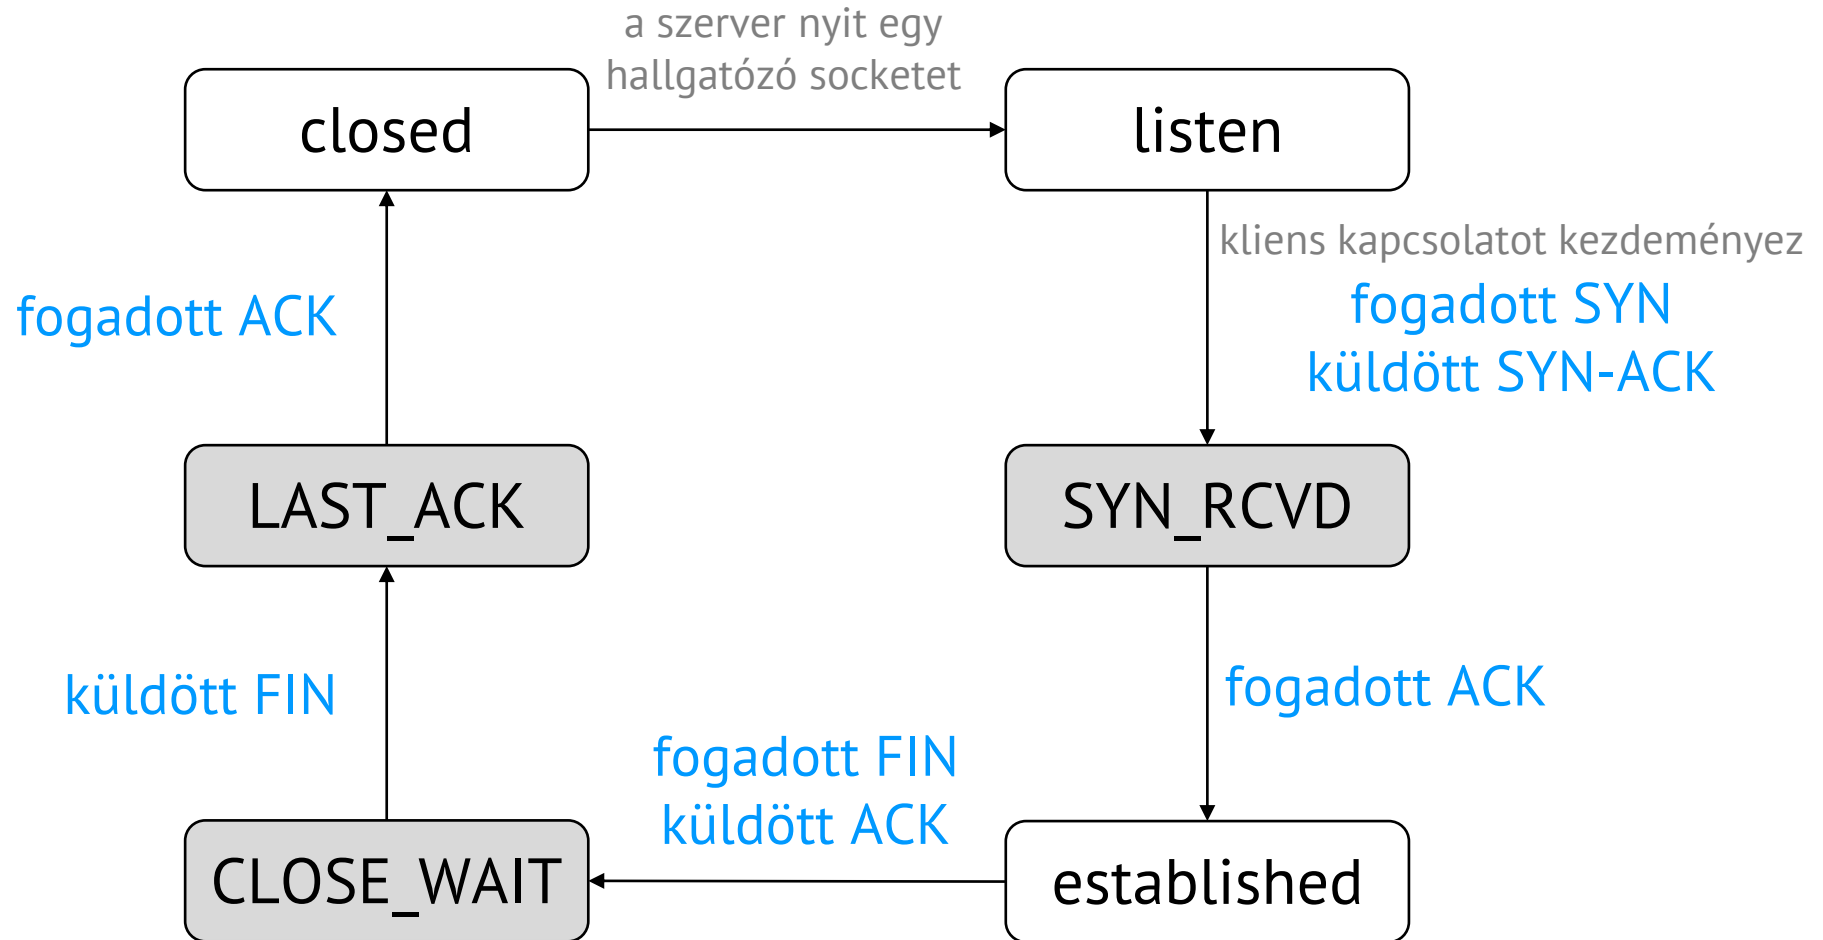 a szerver nyit egy
hallgatózó socketet
closed
listen
kliens kapcsolatot kezdeményez
fogadott SYN
küldött SYN-ACK
fogadott ACK
LAST_ACK
SYN_RCVD
küldött FIN
fogadott ACK
fogadott FIN
küldött ACK
CLOSE_WAIT
established